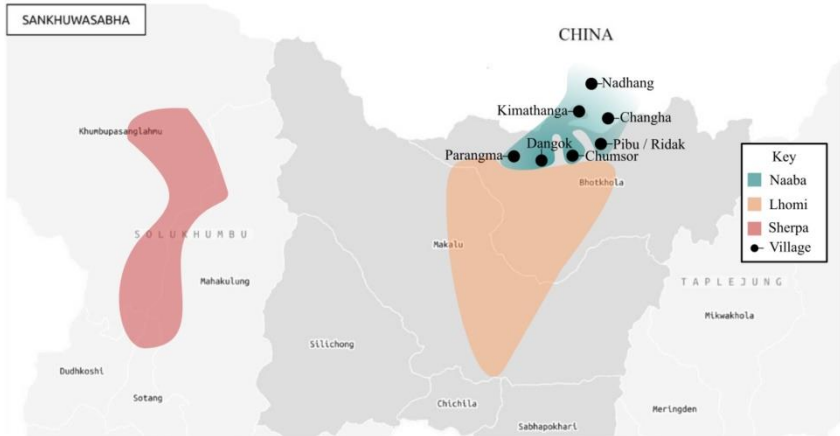 SANKHUWASABHA
CHINA
Nadhang
Kimathanga
Changha
Khumbupasanglahmu
Dangok
Pibu / Ridak
Parangma
Chumsor
Key
Bhotkhola
Naaba
Lhomi
Sherpa
SOLUKHUMBU
Makalu
Village
Mahakulung
TAPLEJUNG
Mikwakhola
Silichong
Dudhkoshi
Sotang
Chichila
Meringden
Sabhapokhari